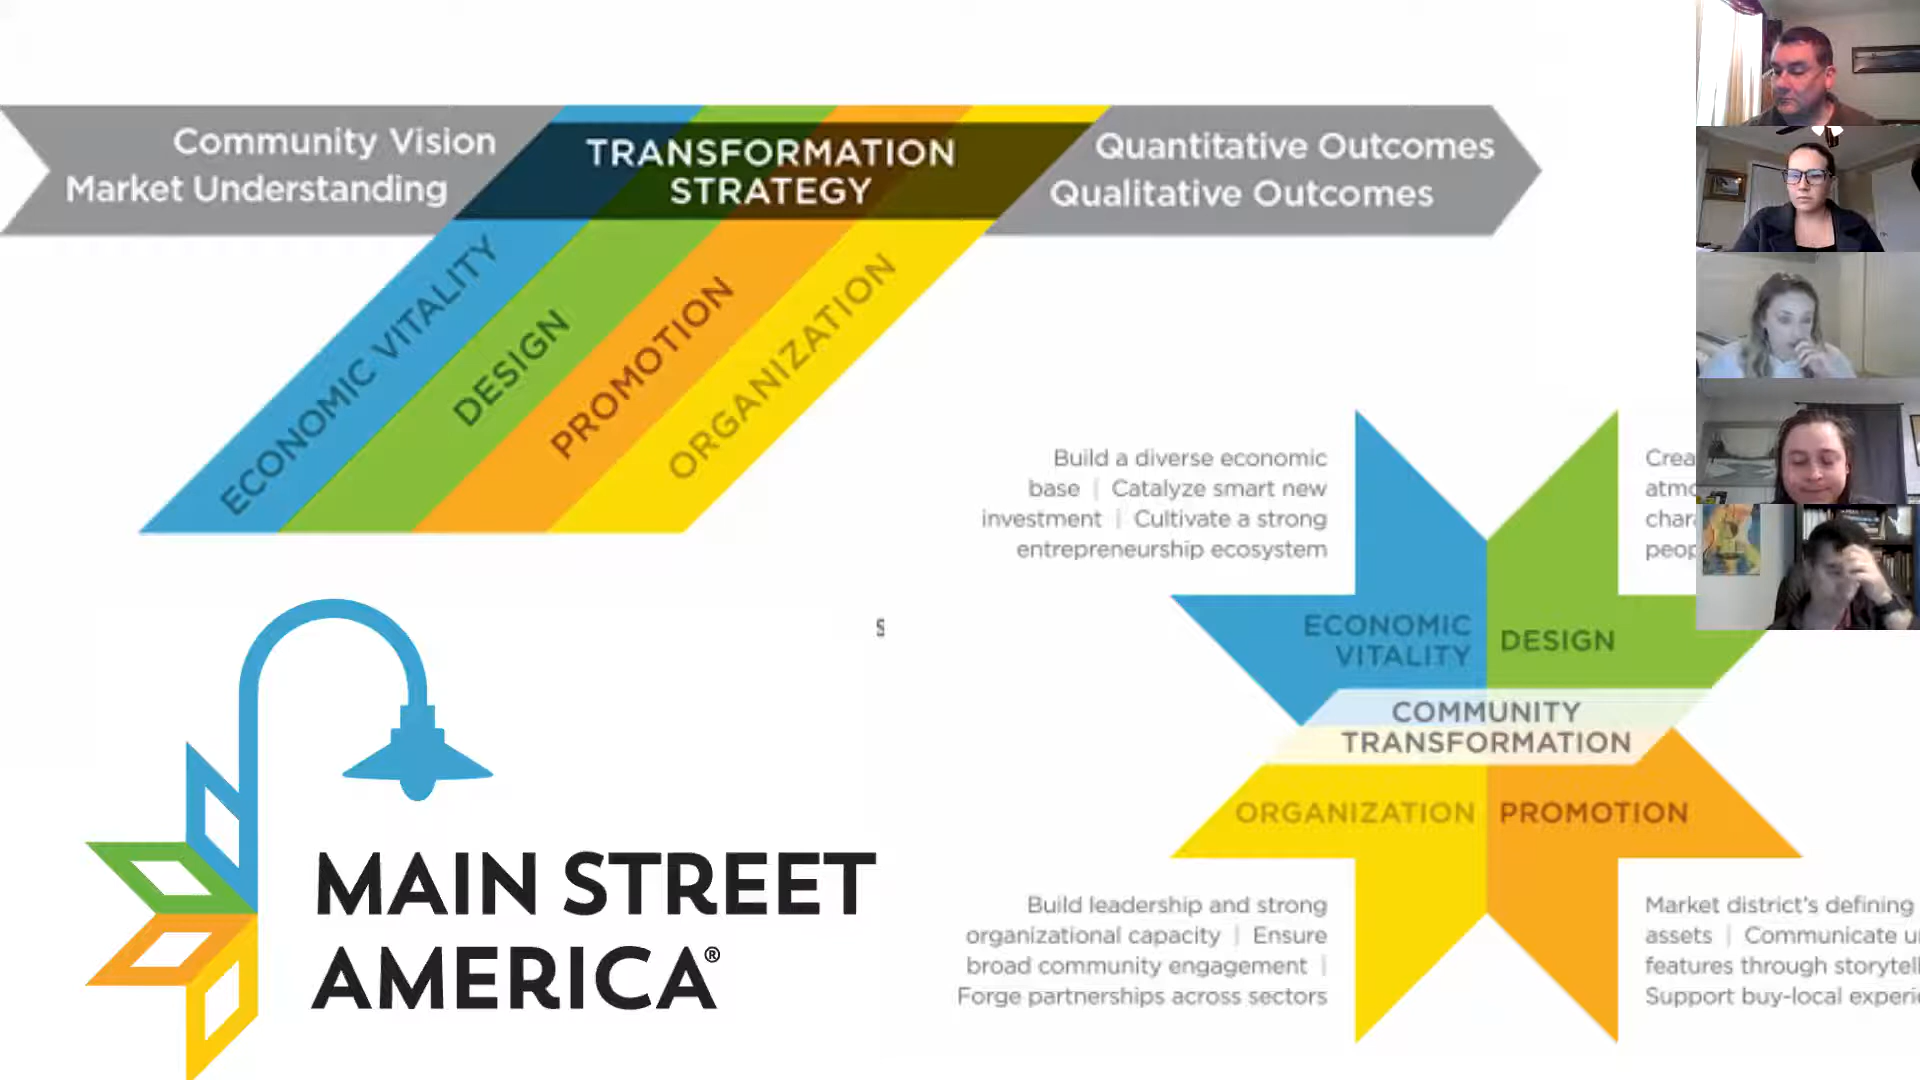 Community Vision
Market Understanding
TRANSFORMATION
STRATEGY
Quantitative Outcomes
Qualitative Outcomes
ECONOMIC VITALITY
DESIGN
PROMOTION
ORGANIZATION
Build a diverse economic
base | Catalyze smart new
investment | Cultivate a strong
entrepreneurship ecosystem
ECONOMIC
VITALITY
DESIGN
COMMUNITY
TRANSFORMATION
ORGANIZATION
PROMOTION
Build leadership and strong
organizational capacity | Ensure
broad community engagement |
Forge partnerships across sectors
Market district's defining
assets | Communicate
features through
Support buy-local
MAIN STREET
AMERICA®